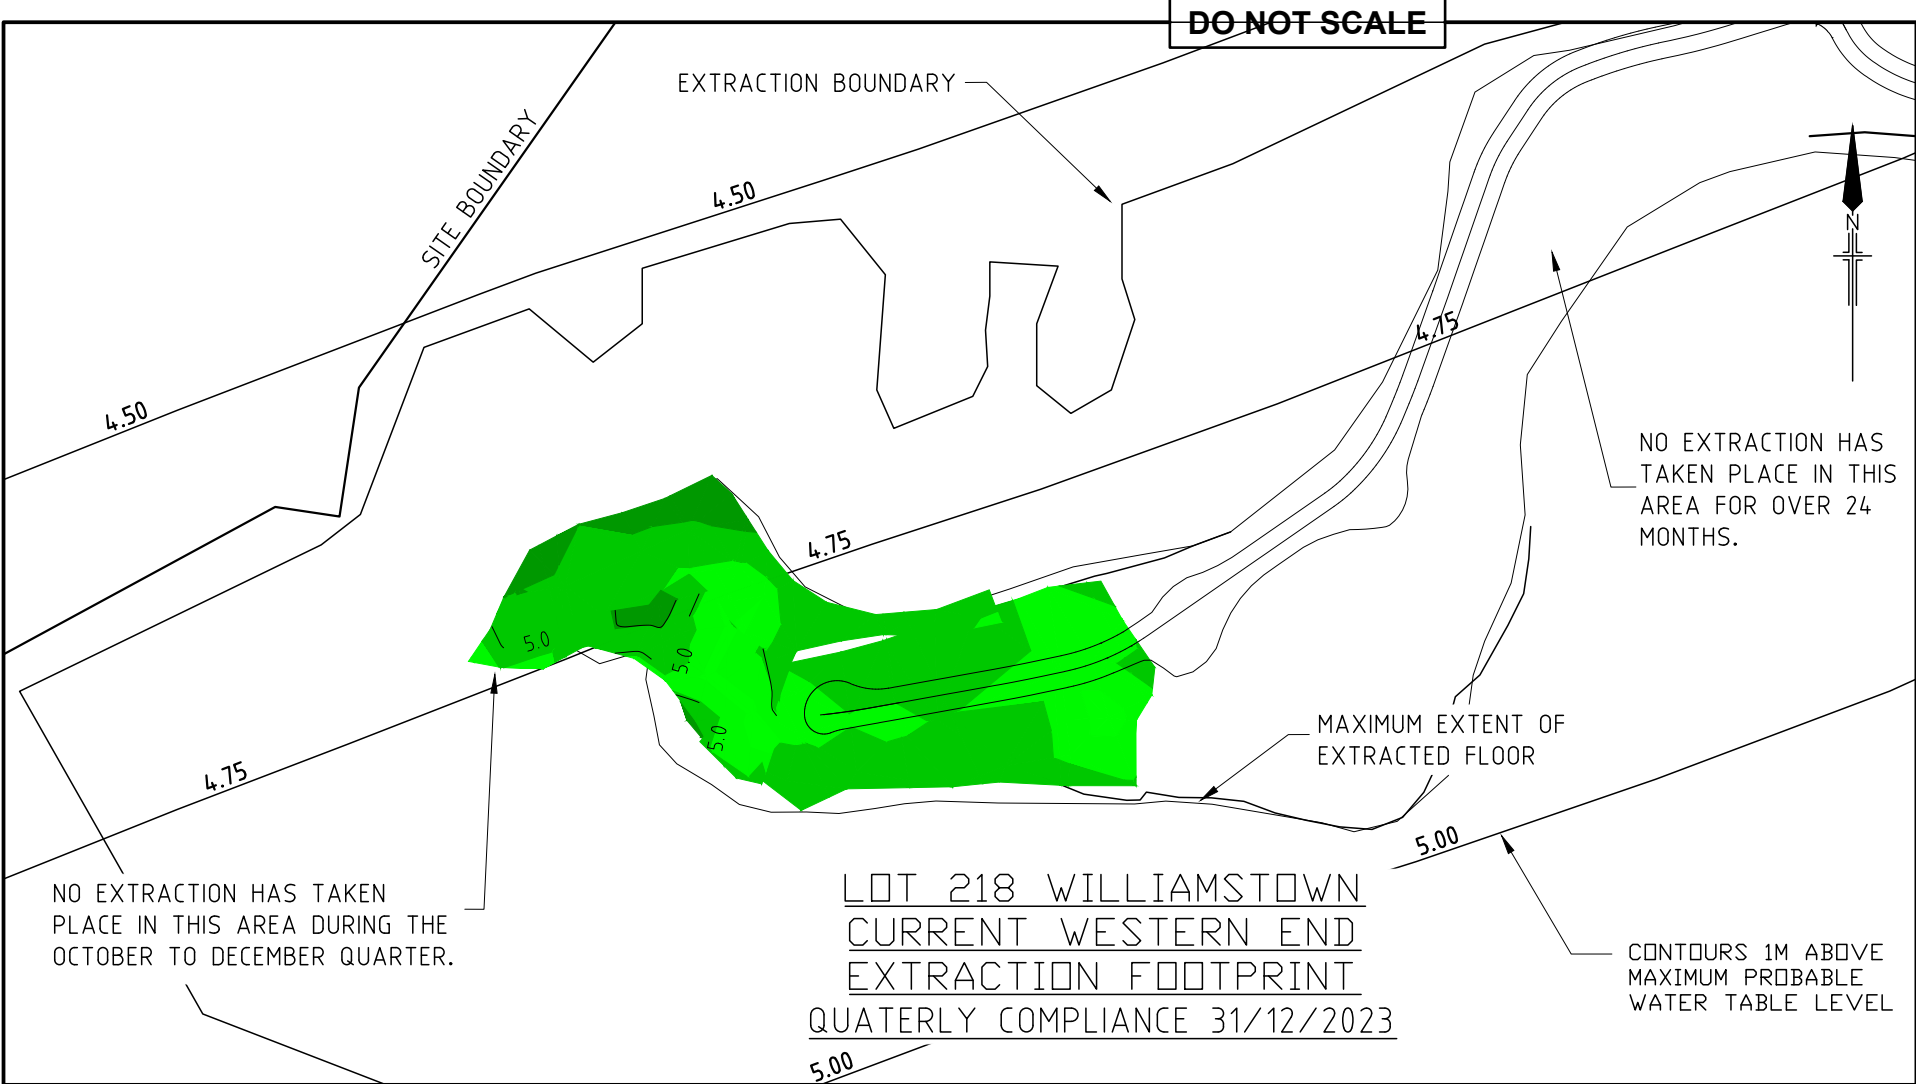 DO NOT SCALE
EXTRACTION BOUNDARY
SITE BOUNDARY
4.50
4.50
4.75
4.75
NO EXTRACTION HAS
TAKEN PLACE IN THIS
AREA FOR OVER 24
MONTHS.
N
5.0
5.0
5.0
4.75
MAXIMUM EXTENT OF
EXTRACTED FLOOR
5.00
NO EXTRACTION HAS TAKEN
PLACE IN THIS AREA DURING THE
OCTOBER TO DECEMBER QUARTER.
LOT 218 WILLIAMSTOWN
CURRENT WESTERN END
EXTRACTION FOOTPRINT
QUATERLY COMPLIANCE 31/12/2023
CONTOURS 1M ABOVE
MAXIMUM PROBABLE
WATER TABLE LEVEL
5.00